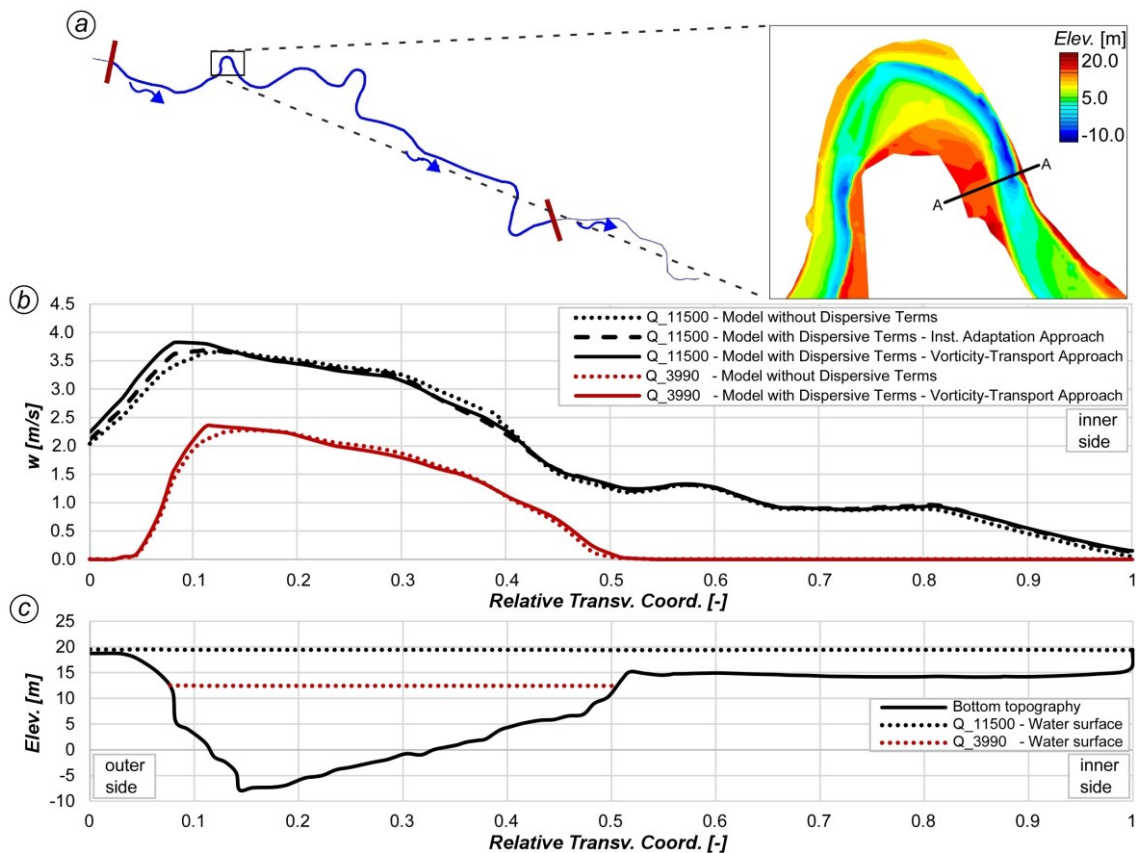 a
Elev. [m]
20.0
5.0
-10.0
A
A
b
4.5
4.0
3.5
3.0
2.5
2.0
1.5
1.0
0.5
0.0
w [m/s]
Q_11500 - Model without Dispersive Terms
Q_11500 - Model with Dispersive Terms - Inst. Adaptation Approach
Q_11500 - Model with Dispersive Terms - Vorticity-Transport Approach
Q_3990 - Model without Dispersive Terms
Q_3990 - Model with Dispersive Terms - Vorticity-Transport Approach
inner
side
0 0.1 0.2 0.3 0.4 0.5 0.6 0.7 0.8 0.9 1
Relative Transv. Coord. [-]
c
25
20
15
10
5
0
-5
-10
Elev. [m]
Bottom topography
Q_11500 - Water surface
Q_3990 - Water surface
outer
side
inner
side
0 0.1 0.2 0.3 0.4 0.5 0.6 0.7 0.8 0.9 1
Relative Transv. Coord. [-]